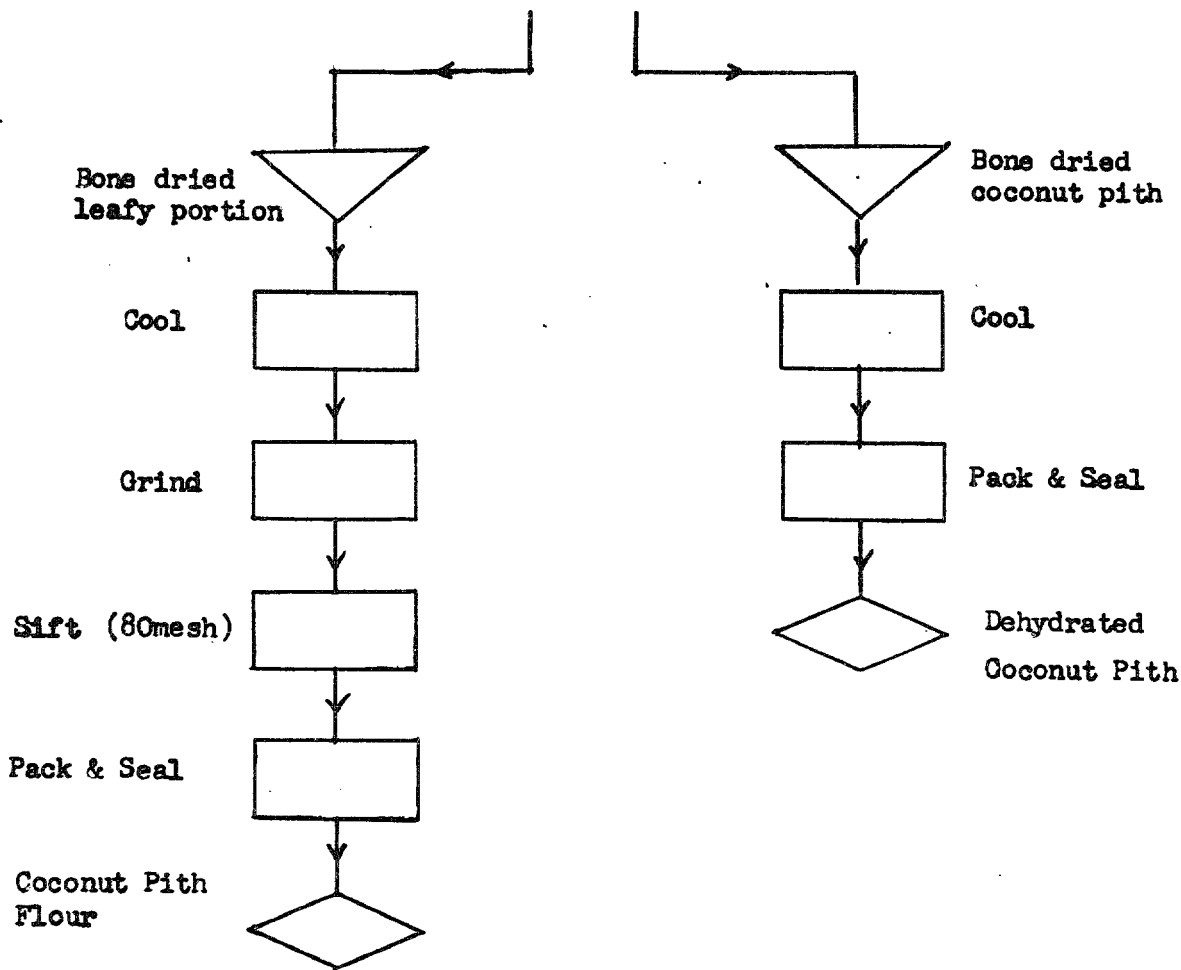 Bone dried
leafy portion
Cool
Grind
Sift (80mesh)
Pack & Seal
Coconut Pith
Flour
Bone dried
coconut pith
Cool
Pack & Seal
Dehydrated
Coconut Pith